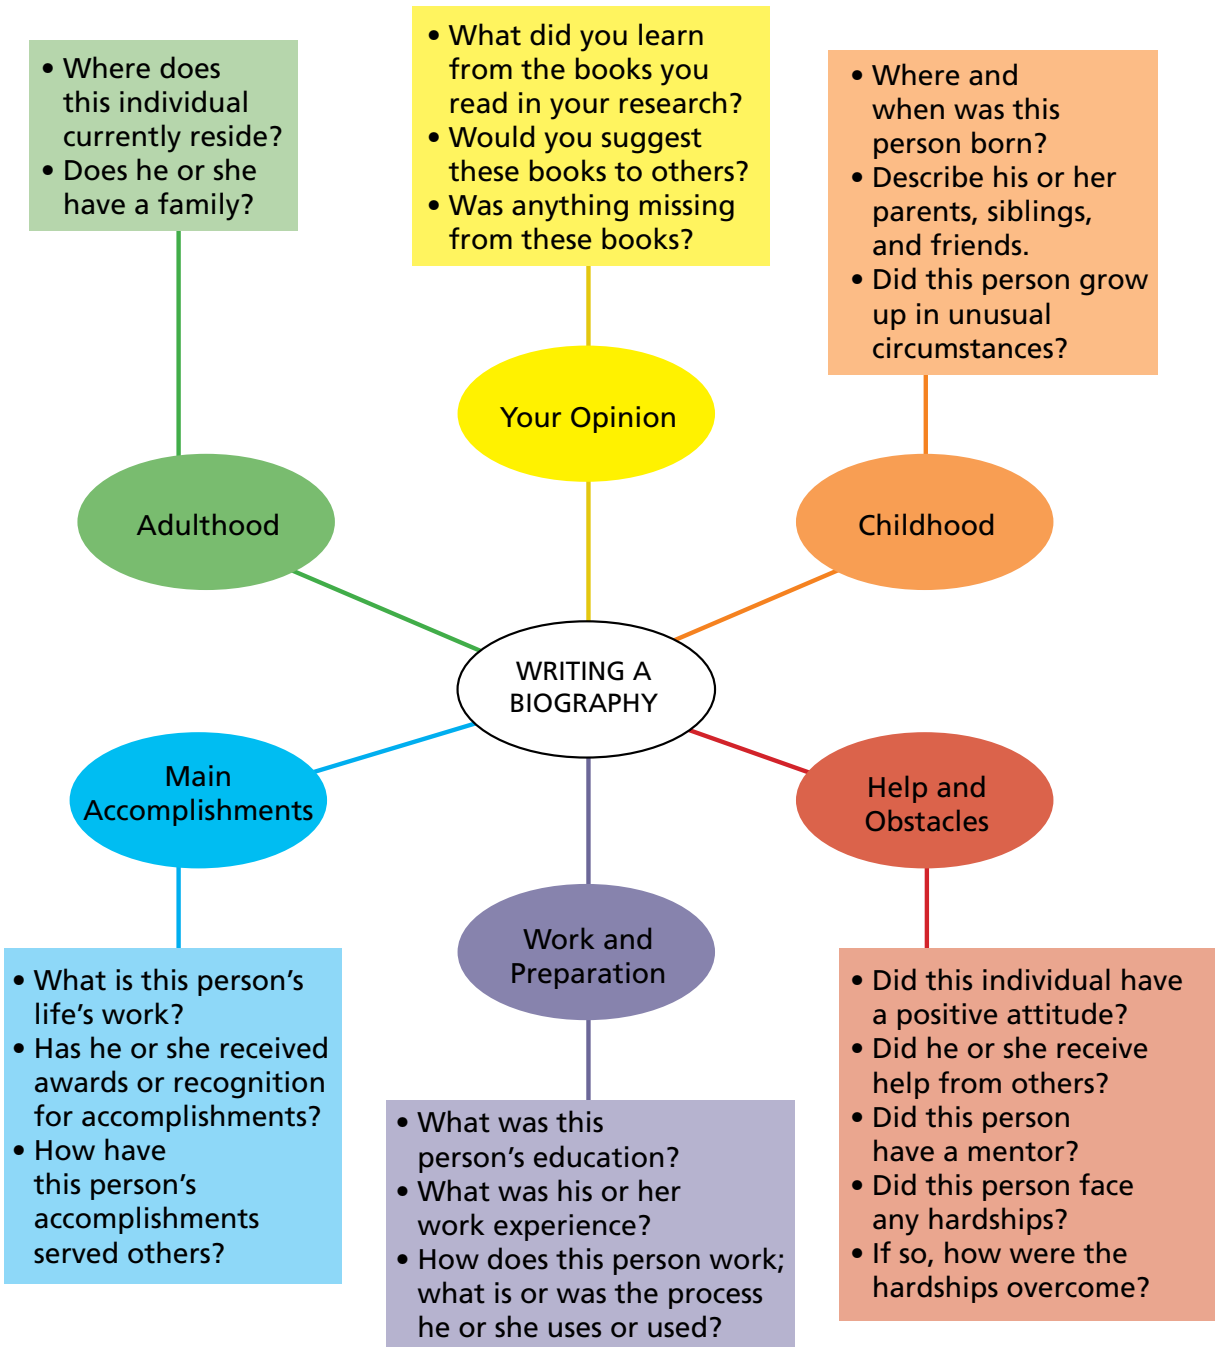 • Where does
this individual
currently reside?
• Does he or she
have a family?
Adulthood
• What did you learn
from the books you
read in your research?
• Would you suggest
these books to others?
• Was anything missing
from these books?
Your Opinion
• Where and
when was this
person born?
• Describe his or her
parents, siblings,
and friends.
• Did this person grow
up in unusual
circumstances?
Childhood
WRITING A
BIOGRAPHY
Main
Accomplishments
• What is this person’s
life’s work?
• Has he or she received
awards or recognition
for accomplishments?
• How have
this person’s
accomplishments
served others?
Work and
Preparation
• What was this
person’s education?
• What was his or her
work experience?
• How does this person work;
what is or was the process
he or she uses or used?
Help and
Obstacles
• Did this individual have
a positive attitude?
• Did he or she receive
help from others?
• Did this person
have a mentor?
• Did this person face
any hardships?
• If so, how were the
hardships overcome?